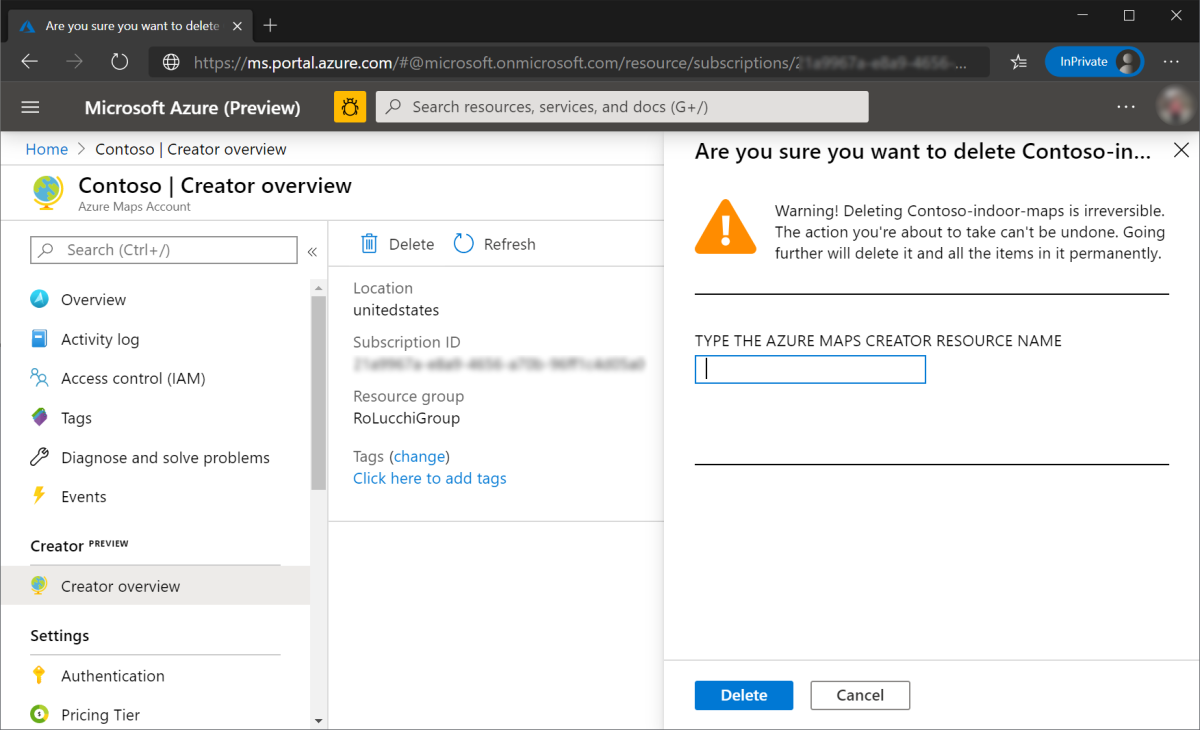 Are you sure you want to delete
https://ms.portal.azure.com/#@microsoft.onmicrosoft.com/resource/subscriptions/
InPrivate
Microsoft Azure (Preview)
Search resources, services, and docs (G+/)
Home > Contoso | Creator overview
Contoso | Creator overview
Azure Maps Account
Search (Ctrl+/)
«
Overview
Activity log
Access control (IAM)
Tags
Diagnose and solve problems
Events
Creator PREVIEW
Creator overview
Settings
Authentication
Pricing Tier
Delete
Refresh
Location
unitedstates
Subscription ID
Resource group
RoLucchiGroup
Tags (change)
Click here to add tags
Are you sure you want to delete Contoso-in...
Warning! Deleting Contoso-indoor-maps is irreversible.
The action you're about to take can't be undone. Going
further will delete it and all the items in it permanently.
TYPE THE AZURE MAPS CREATOR RESOURCE NAME
Delete
Cancel